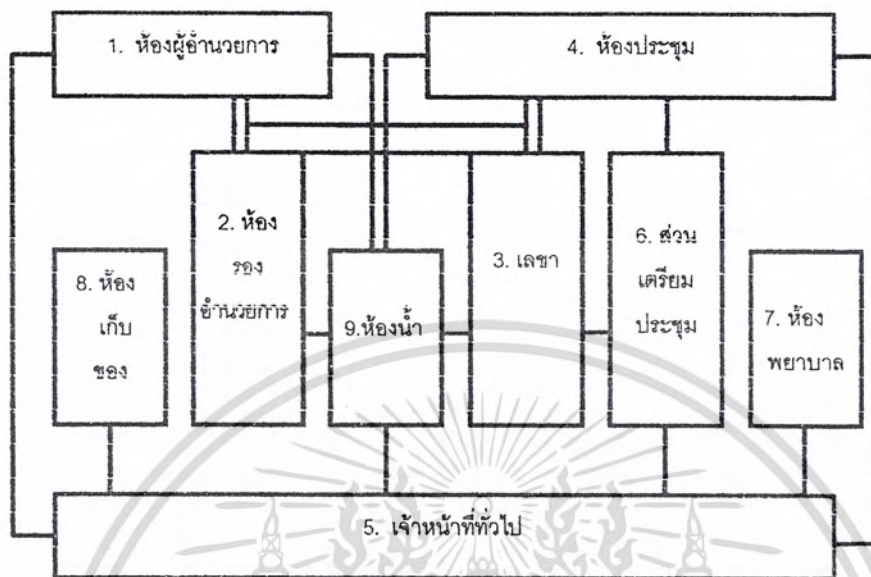 1. ห้องผู้อำนวยการ
4. ห้องประชุม
2. ห้อง
รอง
อำนวยการ
3. เลขา
6. ส่วน
เตรียม
ประชุม
8. ห้อง
เก็บ
ของ
9.ห้องน้ำ
7. ห้อง
พยาบาล
5. เจ้าหน้าที่ทั่วไป